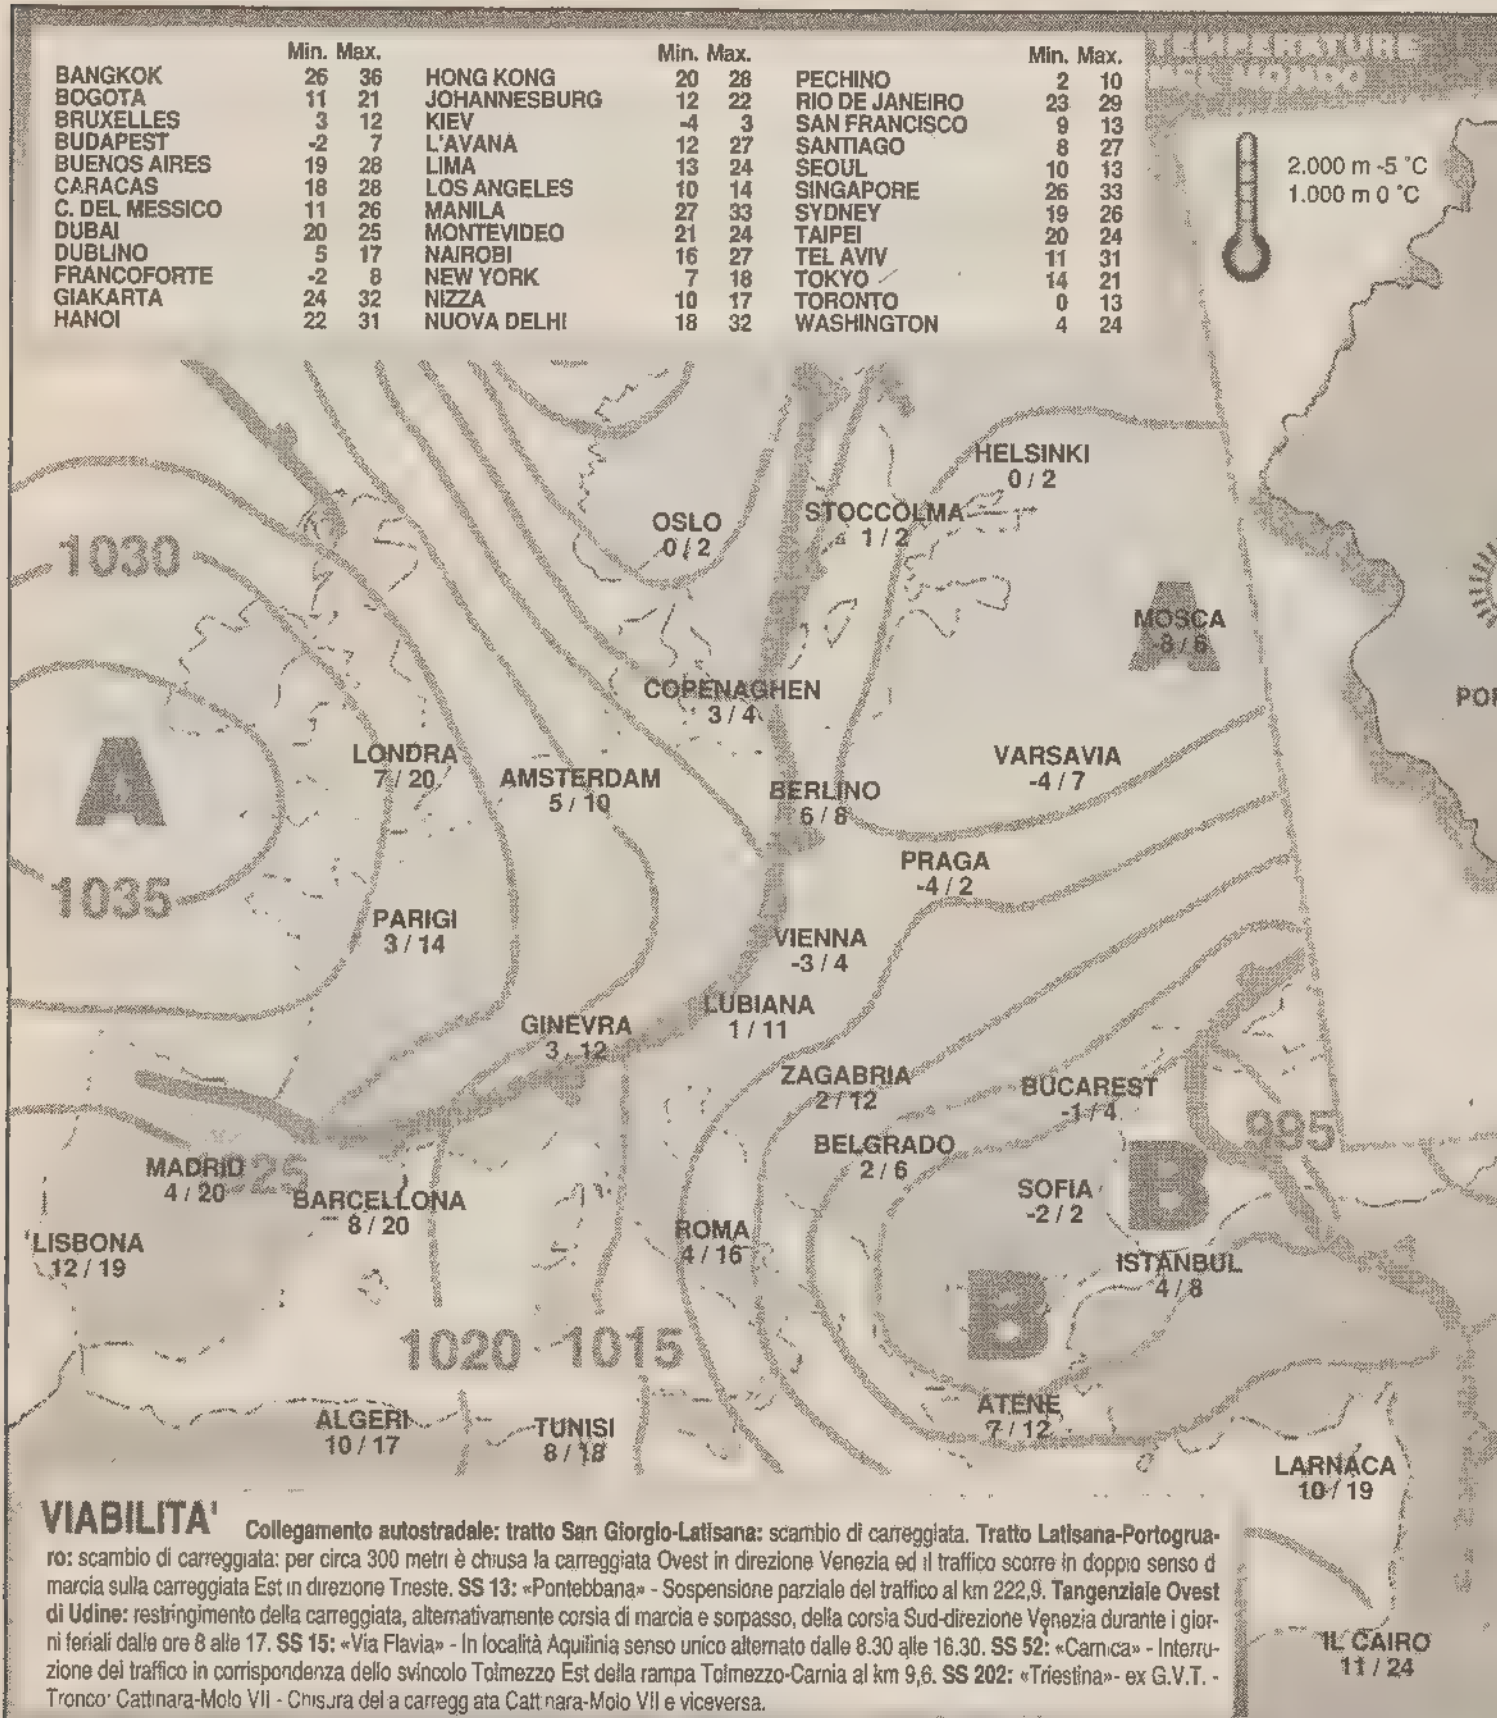 TEMPERATURE
NEL MONDO
Min. Max.
BANGKOK 26 36
BOGOTA 11 21
BRUXELLES 3 12
BUDAPEST -2 7
BUENOS AIRES 19 28
CARACAS 18 28
C. DEL MESSICO 11 26
DUBAI 20 25
DUBLINO 5 17
FRANCOFORTE -2 8
GIAKARTA 24 32
HANOI 22 31
Min. Max.
HONG KONG 20 28
JOHANNESBURG 12 22
KIEV -4 3
L'AVANA 12 27
LIMA 13 24
LOS ANGELES 10 14
MANILA 27 33
MONTEVIDEO 21 24
NAIROBI 16 27
NEW YORK 7 18
NIZZA 10 17
NUOVA DELHI 18 32
Min. Max.
PECHINO 2 10
RIO DE JANEIRO 23 29
SAN FRANCISCO 9 13
SANTIAGO 8 27
SEOUL 10 13
SINGAPORE 26 33
SYDNEY 19 26
TAIPEI 20 24
TEL AVIV 11 31
TOKYO 14 21
TORONTO 0 13
WASHINGTON 4 24
2.000 m -5 °C
1.000 m 0 °C
HELSINKI
0 / 2
OSLO
0 / 2
STOCCOLMA
1 / 2
1030
A
MOSCA
-8 / 6
COPENAGHEN
3 / 4
POR
A
LONDRA
7 / 20
AMSTERDAM
5 / 10
VARSAVIA
-4 / 7
BERLINO
6 / 8
1035
PRAGA
-4 / 2
PARIGI
3 / 14
VIENNA
-3 / 4
LUBIANA
1 / 11
GINEVRA
3 / 12
ZAGABRIA
2 / 12
BUCAREST
-1 / 4
995
BELGRADO
2 / 6
B
MADRID
4 / 20
1025
BARCELLONA
8 / 20
SOFIA
-2 / 2
ROMA
4 / 16
LISBONA
12 / 19
ISTANBUL
4 / 8
B
1020 1015
ATENE
7 / 12
ALGERI
10 / 17
TUNISI
8 / 18
LARNACA
10 / 19
IL CAIRO
11 / 24
VIABILITA' Collegamento autostradale: tratto San Giorgio-Latisana: scambio di carreggiata. Tratto Latisana-Portogrua-
ro: scambio di carreggiata: per circa 300 metri è chiusa la carreggiata Ovest in direzione Venezia ed il traffico scorre in doppio senso d
marcia sulla carreggiata Est in direzione Trieste. SS 13: «Pontebbana» - Sospensione parziale del traffico al km 222,9. Tangenziale Ovest
di Udine: restringimento della carreggiata, alternativamente corsia di marcia e sorpasso, della corsia Sud-direzione Venezia durante i gior-
ni feriali dalle ore 8 alle 17. SS 15: «Via Flavia» - In località Aquilinia senso unico alternato dalle 8.30 alle 16.30. SS 52: «Carnica» - Interru-
zione del traffico in corrispondenza dello svincolo Tolmezzo Est della rampa Tolmezzo-Carnia al km 9,6. SS 202: «Triestina»- ex G.V.T. -
Tronco: Cattinara-Molo VII - Chiusura della carreggiata Cattinara-Molo VII e viceversa.